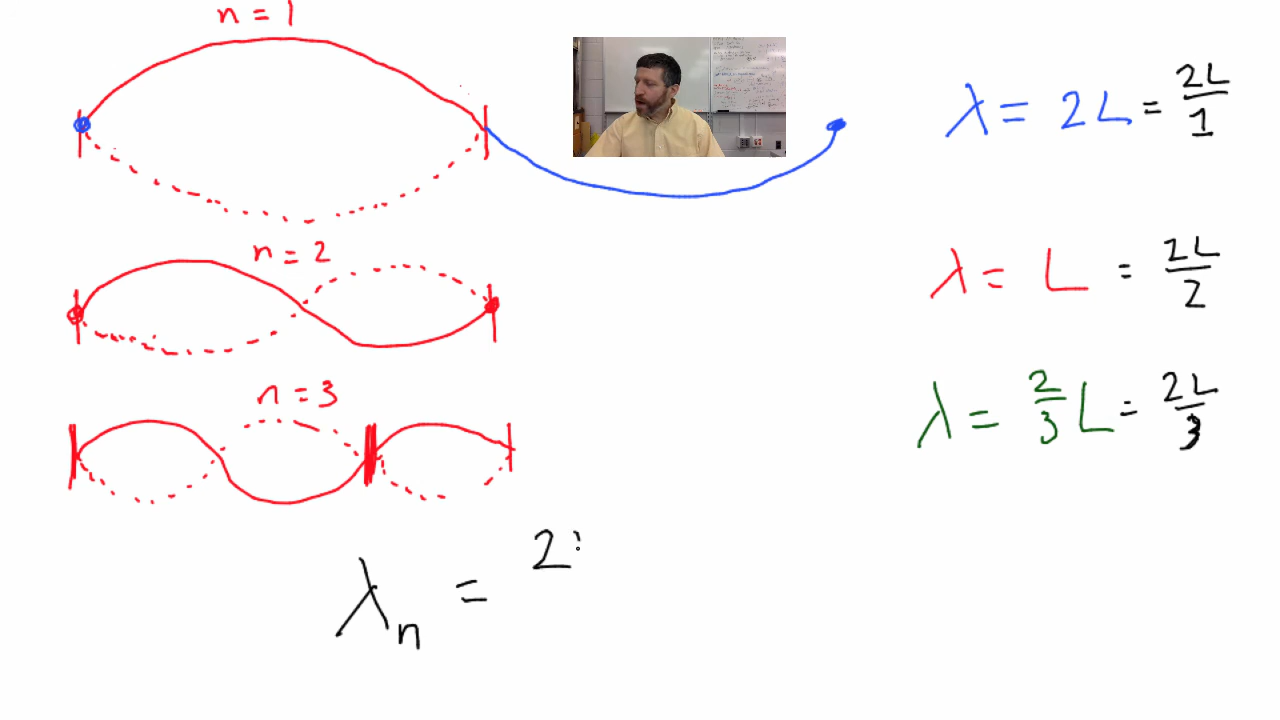 n = 1
λ = 2L = 2L/1
n = 2
λ = L = 2L/2
n = 3
λ = 2/3 L = 2L/3
λn = 2